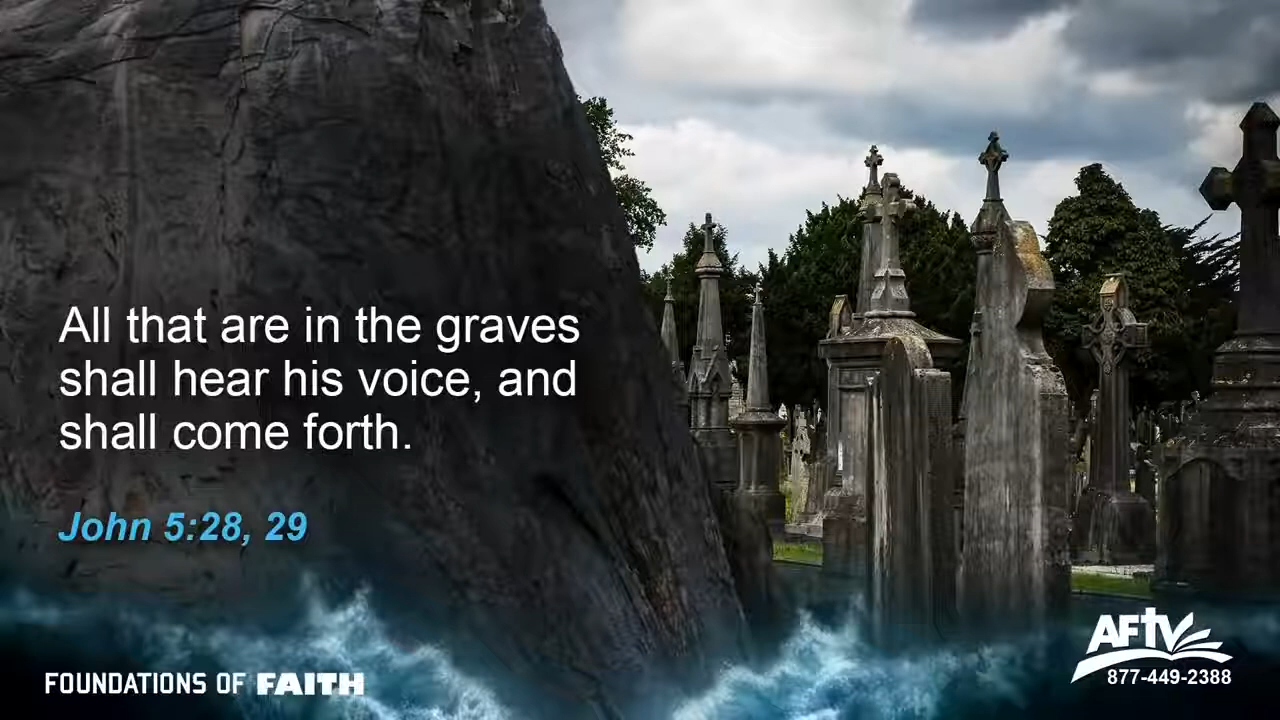 All that are in the graves
shall hear his voice, and
shall come forth.
John 5:28, 29
FOUNDATIONS OF FAITH
AFTV
877-449-2388